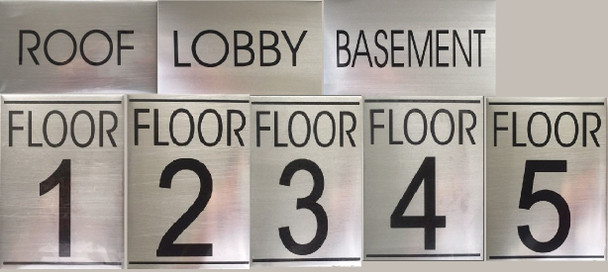 ROOF LOBBY BASEMENT
FLOOR FLOOR FLOOR FLOOR FLOOR
1 2 3 4 5